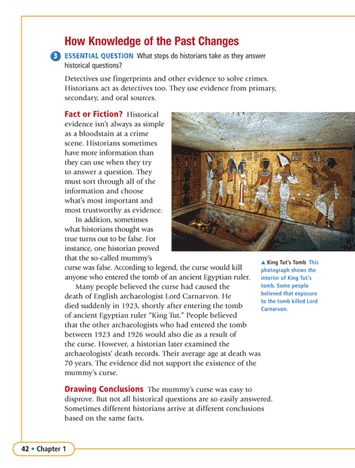 How Knowledge of the Past Changes
3 ESSENTIAL QUESTION What steps do historians take as they answer
historical questions?
Detectives use fingerprints and other evidence to solve crimes.
Historians act as detectives too. They use evidence from primary,
secondary, and oral sources.
Fact or Fiction? Historical
evidence isn't always as simple
as a bloodstain at a crime
scene. Historians sometimes
have more information than
they can use when they try
to answer a question. They
must sort through all of the
information and choose
what's most important and
most trustworthy as evidence.
In addition, sometimes
what historians thought was
true turns out to be false. For
instance, one historian proved
that the so-called mummy's
curse was false. According to legend, the curse would kill
anyone who entered the tomb of an ancient Egyptian ruler.
Many people believed the curse had caused the
death of English archaeologist Lord Carnarvon. He
died suddenly in 1923, shortly after entering the tomb
of ancient Egyptian ruler "King Tut." People believed
that the other archaeologists who had entered the tomb
between 1923 and 1926 would also die as a result of
the curse. However, a historian later examined the
archaeologists' death records. Their average age at death was
70 years. The evidence did not support the existence of the
mummy's curse.
▲ King Tut's Tomb This
photograph shows the
interior of King Tut's
tomb. Some people
believed that exposure
to the tomb killed Lord
Carnarvon.
Drawing Conclusions The mummy's curse was easy to
disprove. But not all historical questions are so easily answered.
Sometimes different historians arrive at different conclusions
based on the same facts.
42 • Chapter 1